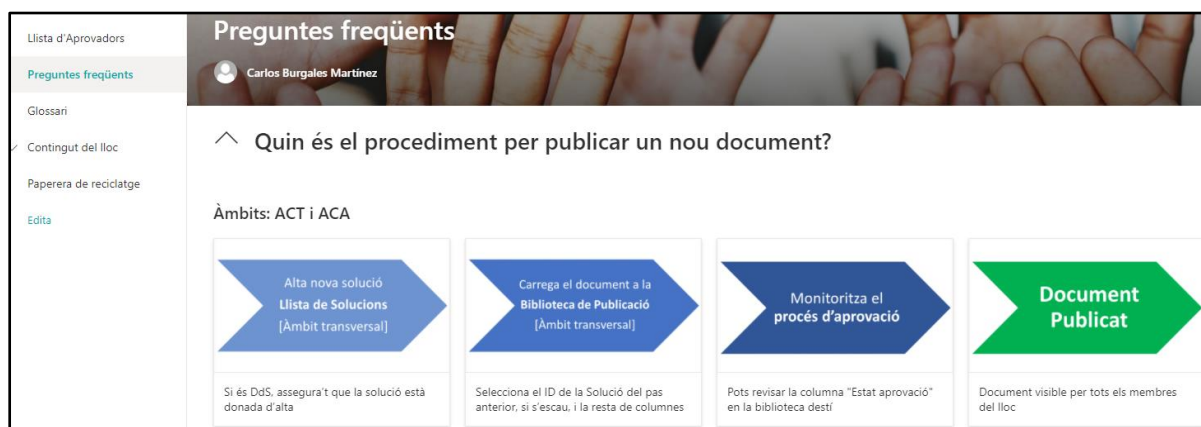 Llista d'Aprovadors
Preguntes freqüents
Glossari
Contingut del lloc
Paperera de reciclatge
Edita
Preguntes freqüents
Carlos Burgales Martínez
Quin és el procediment per publicar un nou document?
Àmbits: ACT i ACA
Alta nova solució
Llista de Solucions
[Àmbit transversal]
Si és DdS, assegura't que la solució està
donada d'alta
Carrega el document a la
Biblioteca de Publicació
[Àmbit transversal]
Selecciona el ID de la Solució del pas
anterior, si s'escau, i la resta de columnes
Monitoritza el
procés d'aprovació
Pots revisar la columna "Estat aprovació"
en la biblioteca destí
Document
Publicat
Document visible per tots els membres
del lloc